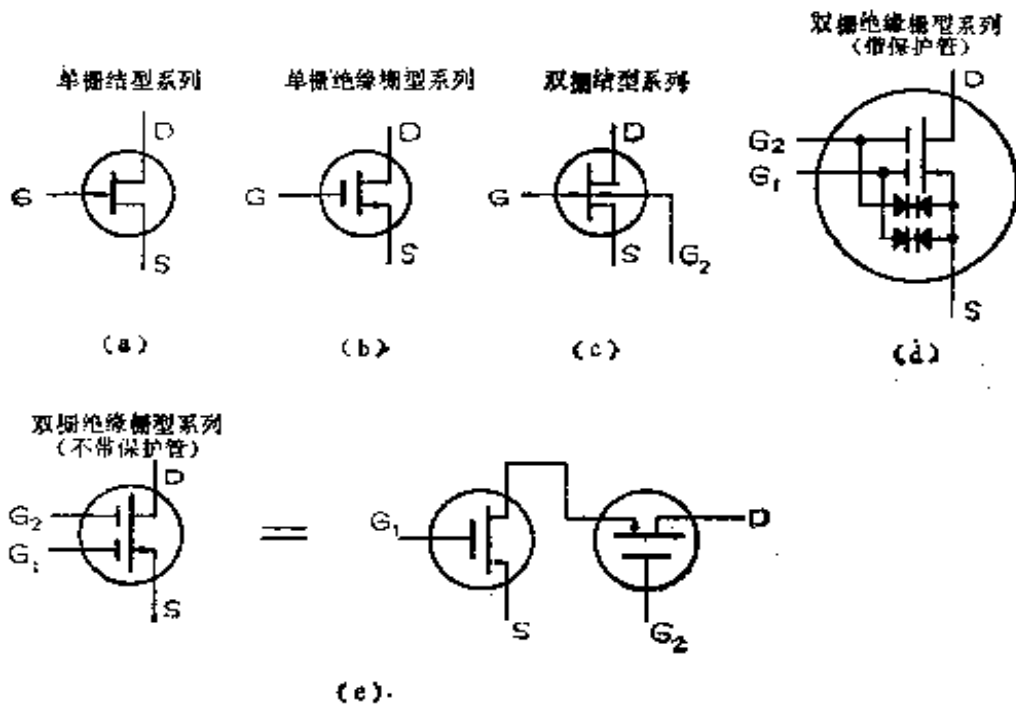 单栅结型系列
D
G
S
(a)
单栅绝缘栅型系列
D
G
S
(b)
双栅结型系列
D
G
S
G2
(c)
双栅绝缘栅型系列
(带保护管)
D
G2
G1
S
(d)
双栅绝缘栅型系列
(不带保护管)
D
G2
G1
S
=
G1
S
D
G2
(e).